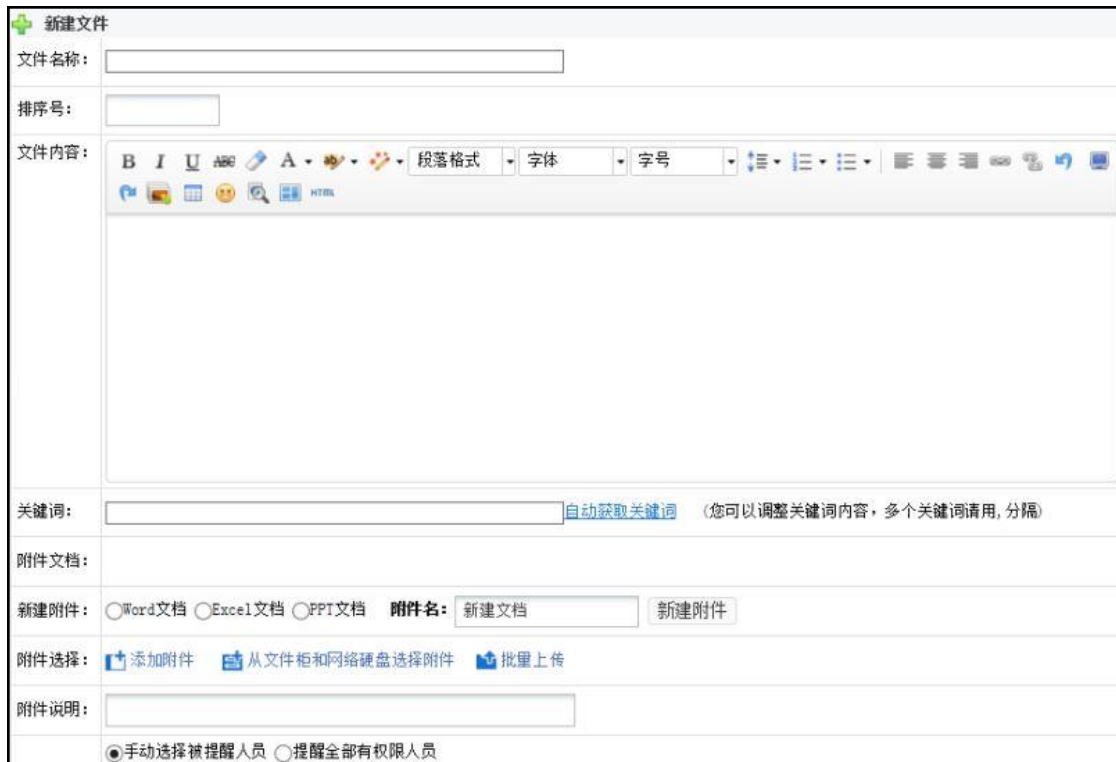 新建文件
文件名称:
排序号:
文件内容:
B I U ABC A ab 段落格式 字体 字号
HTML
关键词: 自动获取关键词 (您可以调整关键词内容,多个关键词请用,分隔)
附件文档:
新建附件: Word文档 Excel文档 PPT文档 附件名: 新建文档 新建附件
附件选择: 添加附件 从文件柜和网络硬盘选择附件 批量上传
附件说明:
手动选择被提醒人员 提醒全部有权限人员